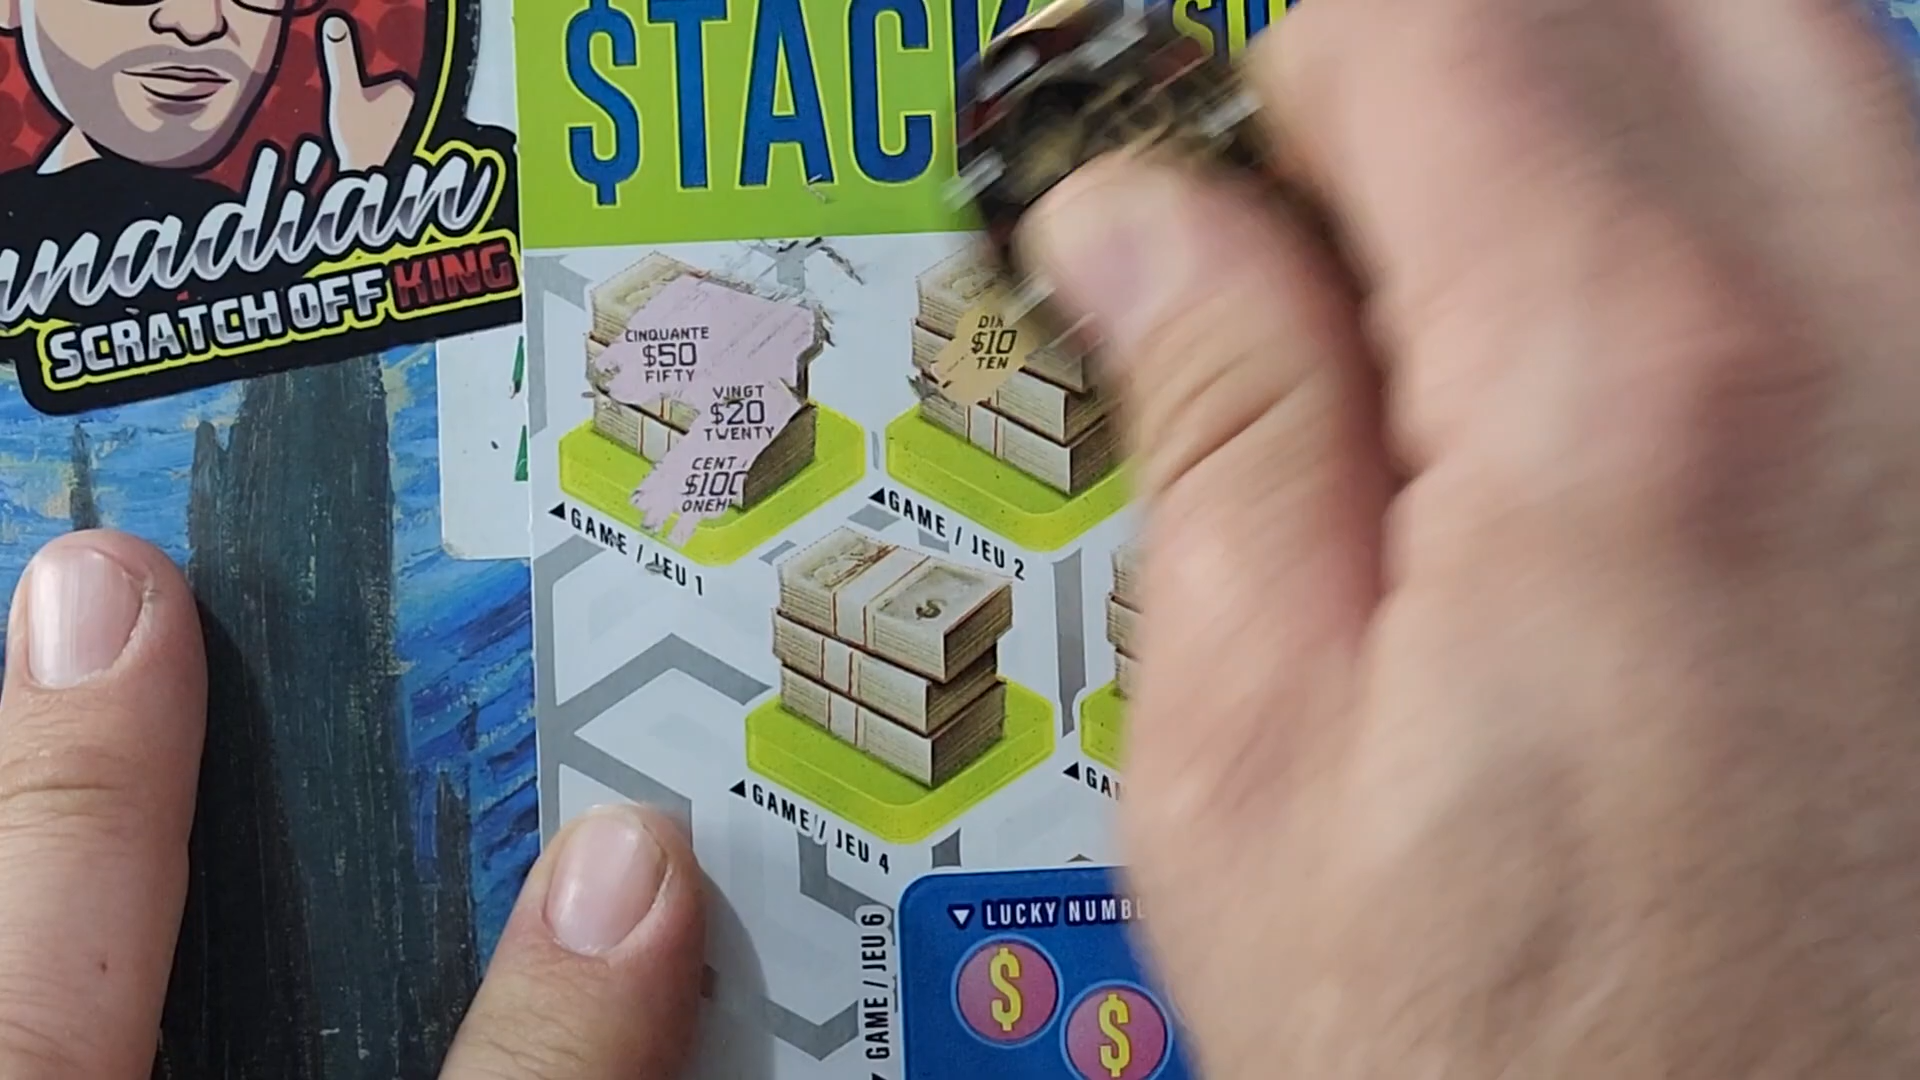 $TACK
anadian
SCRATCH OFF KING
CINQUANTE
$50
FIFTY
VINGT
$20
TWENTY
CENT
$100
DIX
$10
TEN
GAME / JEU 1
GAME / JEU 2
GAME / JEU 4
GAME / JEU 6
LUCKY
$
$